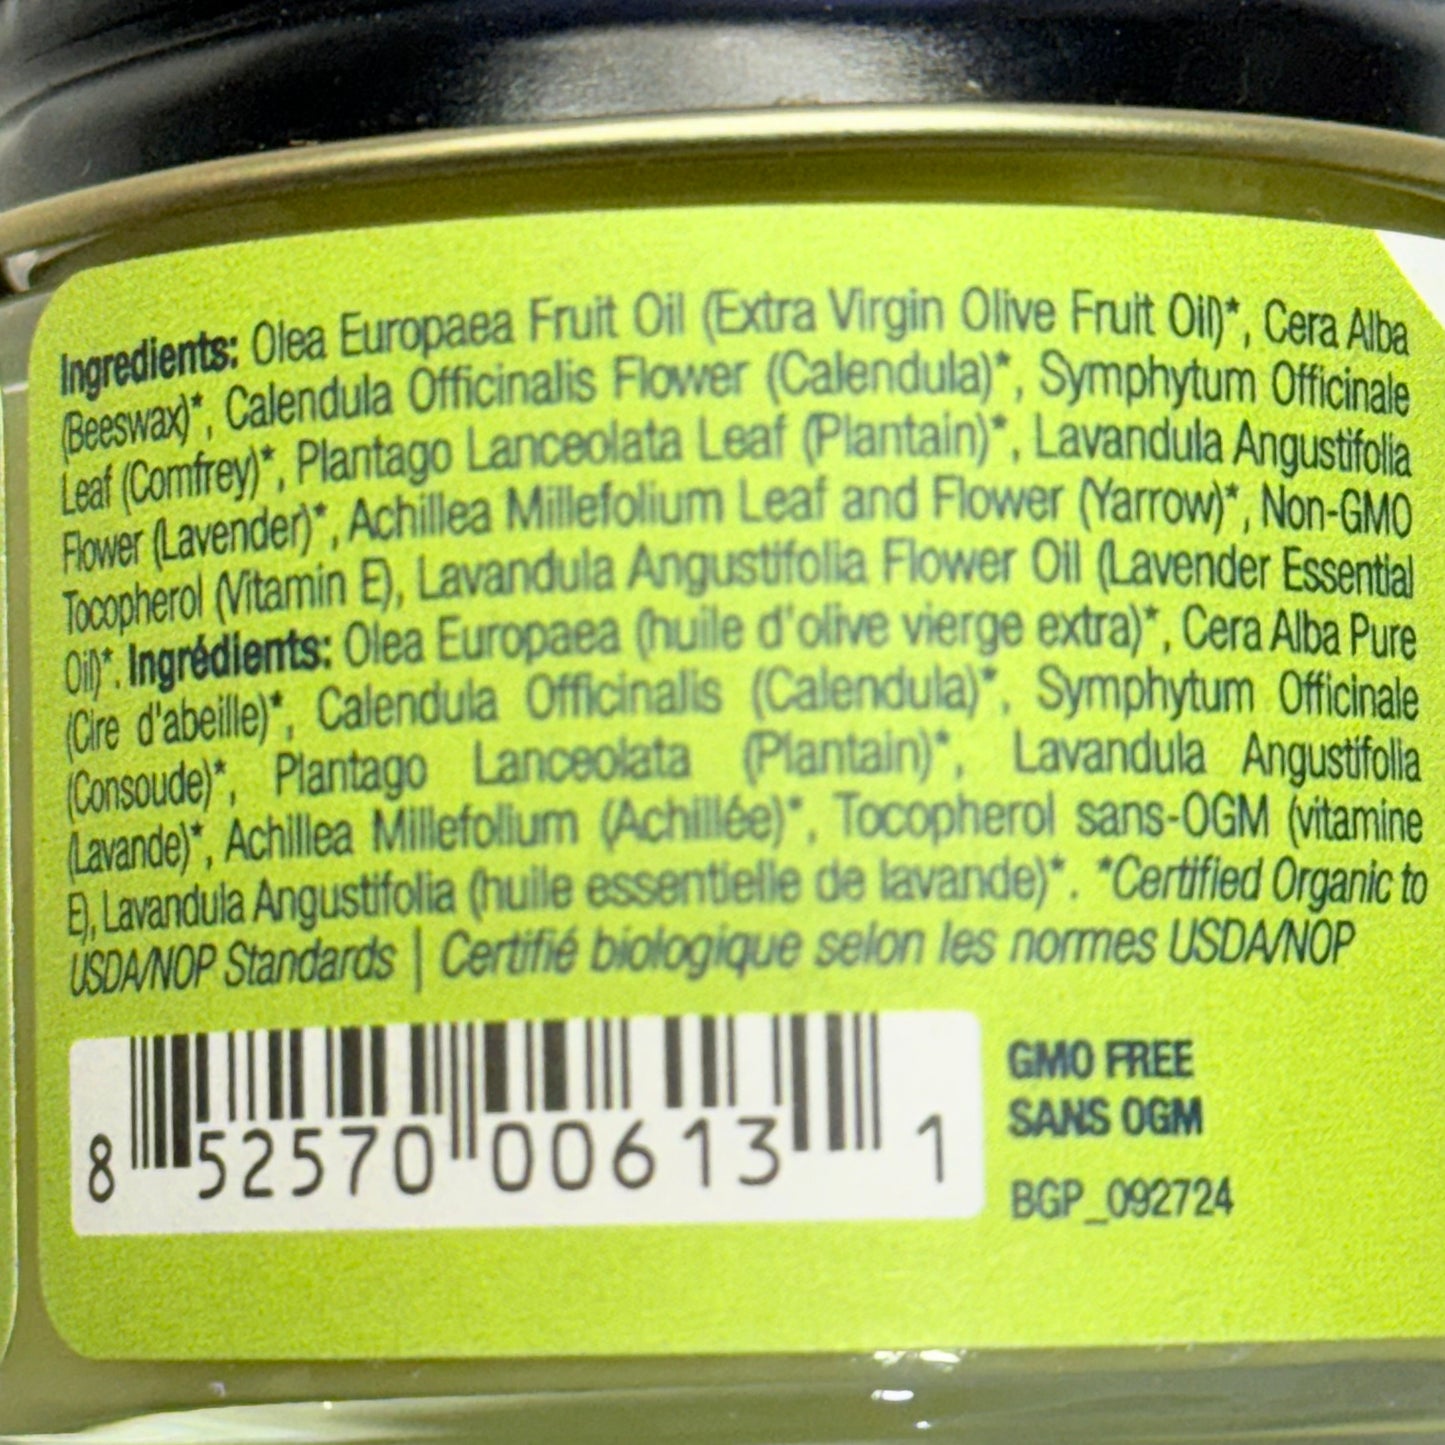 Ingredients: Olea Europaea Fruit Oil (Extra Virgin Olive Fruit Oil)*, Cera Alba
(Beeswax)*, Calendula Officinalis Flower (Calendula)*, Symphytum Officinale
Leaf (Comfrey)*, Plantago Lanceolata Leaf (Plantain)*, Lavandula Angustifolia
Flower (Lavender)*, Achillea Millefolium Leaf and Flower (Yarrow)*, Non-GMO
Tocopherol (Vitamin E), Lavandula Angustifolia Flower Oil (Lavender Essential
Oil)*. Ingrédients: Olea Europaea (huile d'olive vierge extra)*, Cera Alba Pure
(Cire d'abeille)*, Calendula Officinalis (Calendula)*, Symphytum Officinale
(Consoude)*, Plantago Lanceolata (Plantain)*, Lavandula Angustifolia
(Lavande)*, Achillea Millefolium (Achillée)*, Tocopherol sans-OGM (vitamine
E), Lavandula Angustifolia (huile essentielle de lavande)*. *Certified Organic to
USDA/NOP Standards | Certifié biologique selon les normes USDA/NOP
GMO FREE
SANS OGM
BGP_092724
8 52570 00613 1